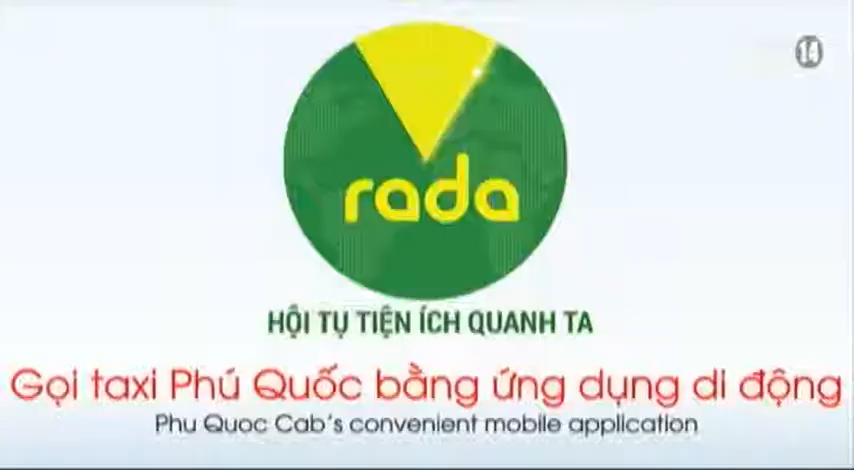 14
rada
HỘI TỤ TIỆN ÍCH QUANH TA
Gọi taxi Phú Quốc bằng ứng dụng di động
Phu Quoc Cab's convenient mobile application